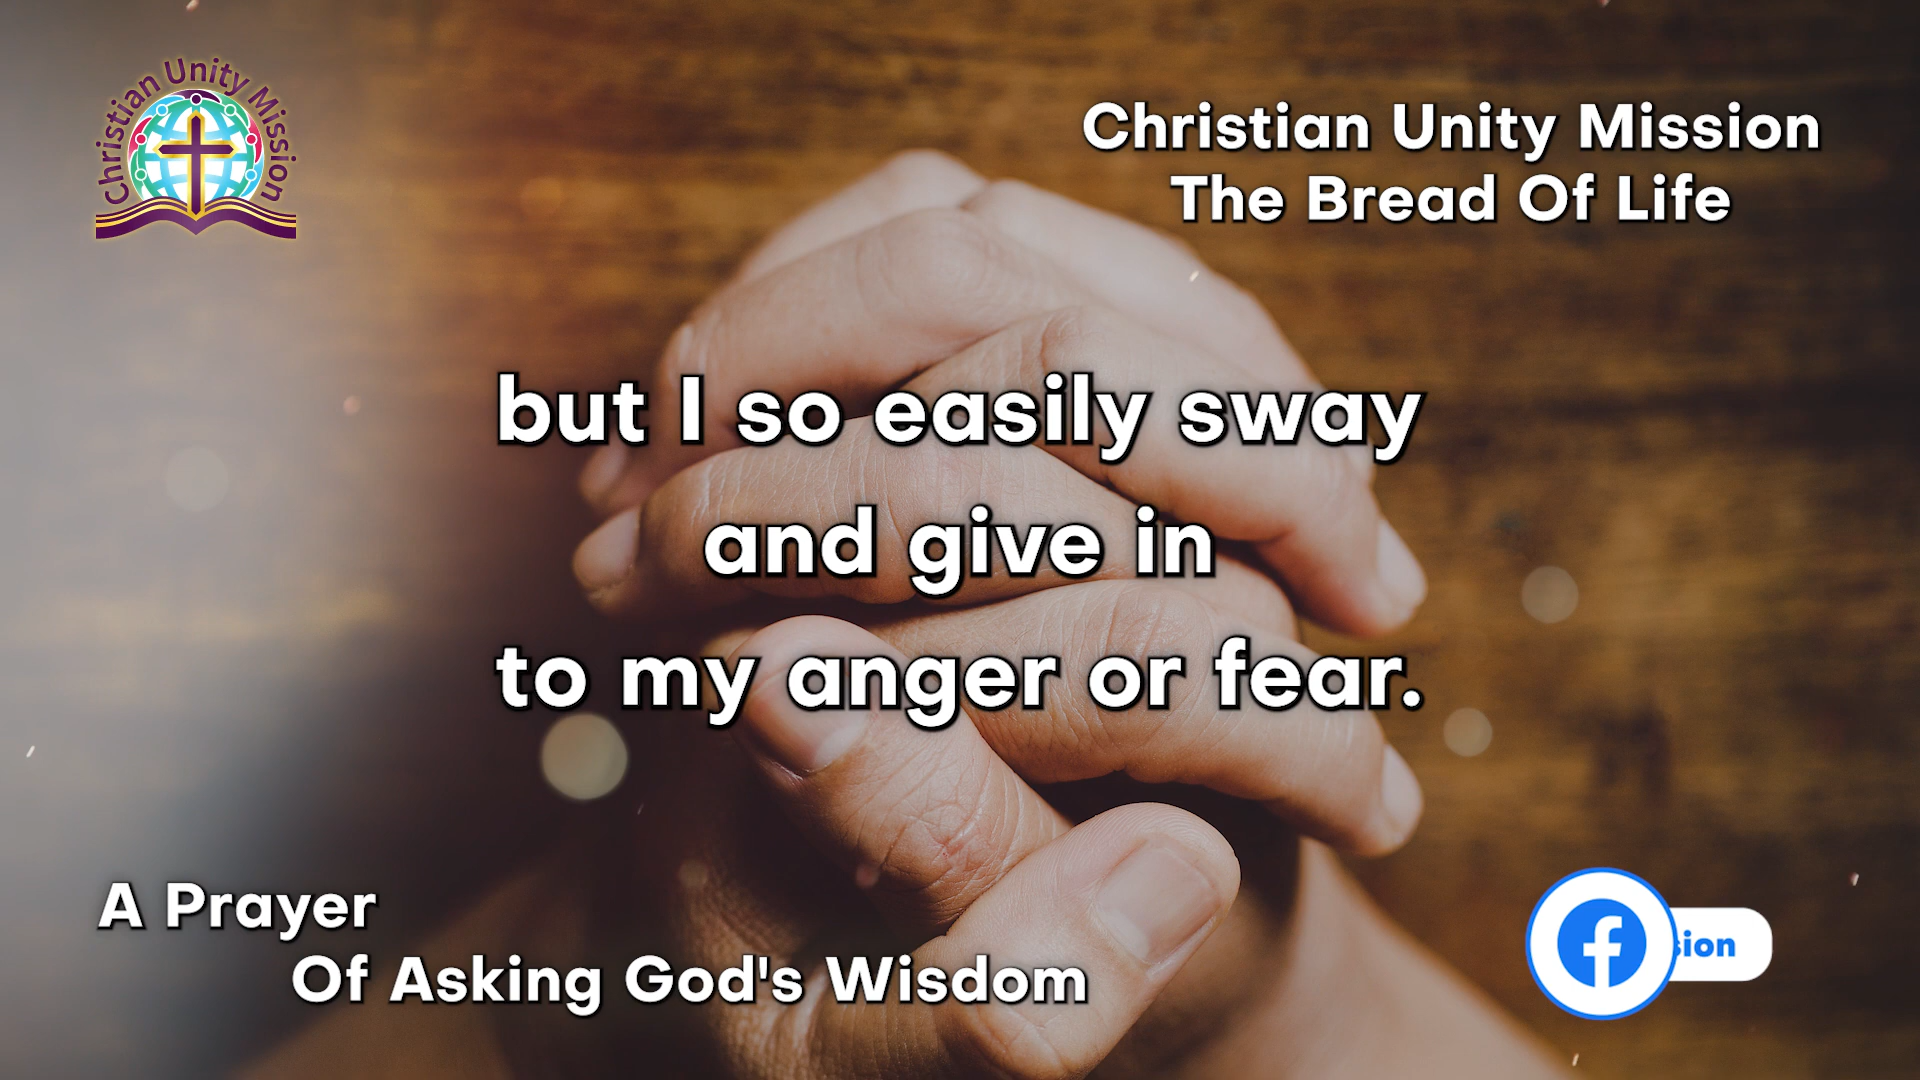 Christian Unity Mission
Christian Unity Mission
The Bread Of Life
but I so easily sway
and give in
to my anger or fear.
A Prayer
Of Asking God's Wisdom